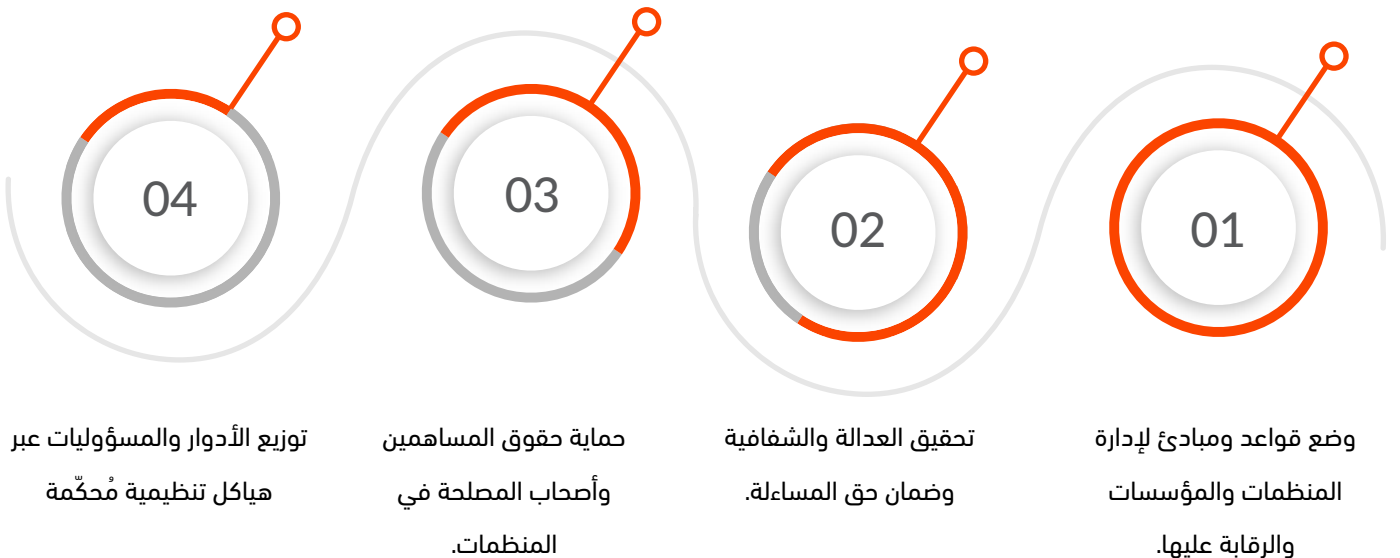 01
وضع قواعد ومبادئ لإدارة
المنظمات والمؤسسات
والرقابة عليها.
02
تحقيق العدالة والشفافية
وضمان حق المساءلة.
03
حماية حقوق المساهمين
وأصحاب المصلحة في
المنظمات.
04
توزيع الأدوار والمسؤوليات عبر
هياكل تنظيمية مُحكّمة